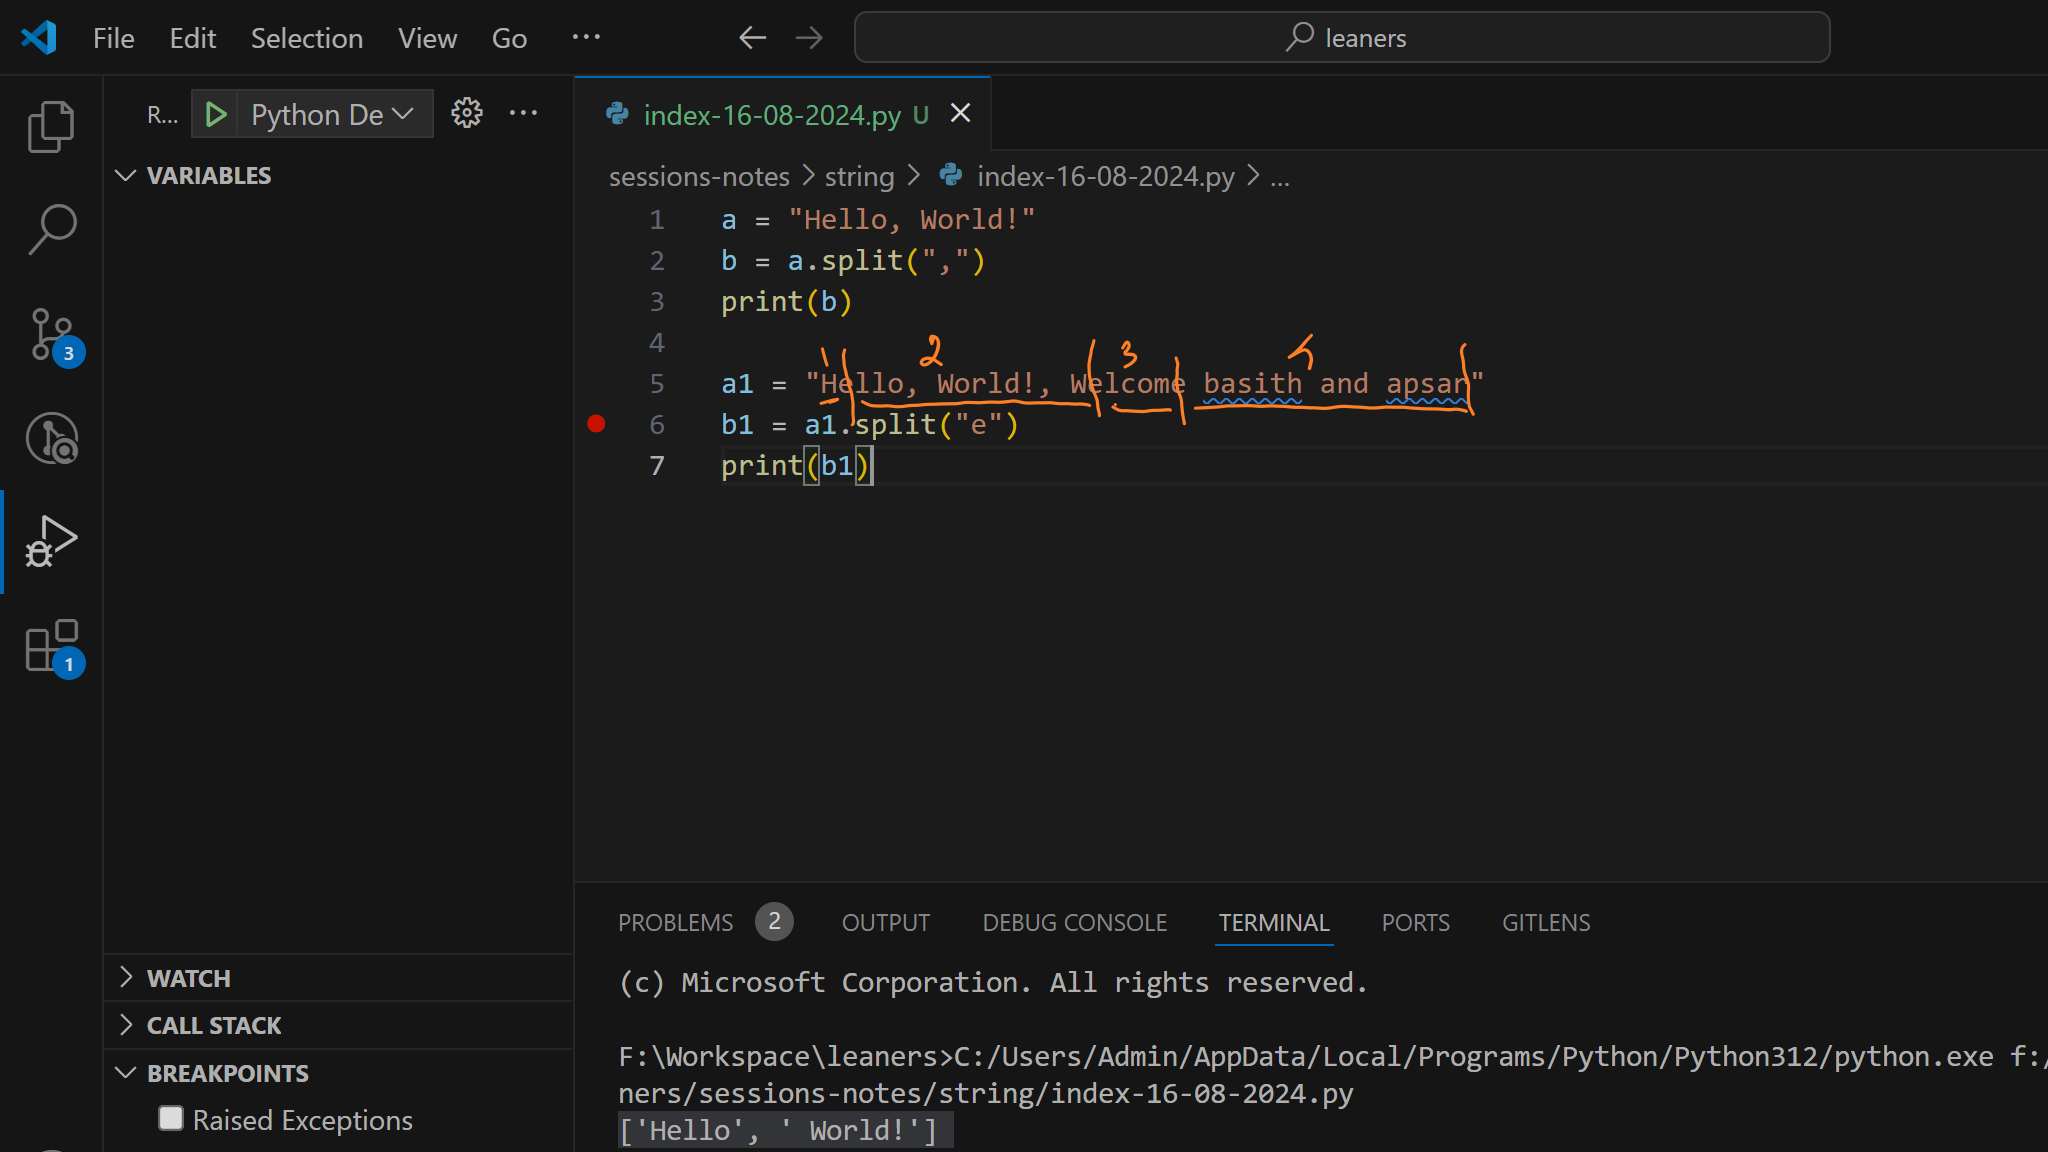 File Edit Selection View Go ...
leaners
R... Python De
index-16-08-2024.py U
VARIABLES
sessions-notes > string > index-16-08-2024.py > ...
1 a = "Hello, World!"
2 b = a.split(",")
3 print(b)
4
1 2 3 4
5 a1 = "Hello, World!, Welcome basith and apsar"
6 b1 = a1.split("e")
7 print(b1)
3
1
PROBLEMS 2 OUTPUT DEBUG CONSOLE TERMINAL PORTS GITLENS
(c) Microsoft Corporation. All rights reserved.
F:\Workspace\leaners>C:/Users/Admin/AppData/Local/Programs/Python/Python312/python.exe f:/
ners/sessions-notes/string/index-16-08-2024.py
['Hello', ' World!']
WATCH
CALL STACK
BREAKPOINTS
Raised Exceptions